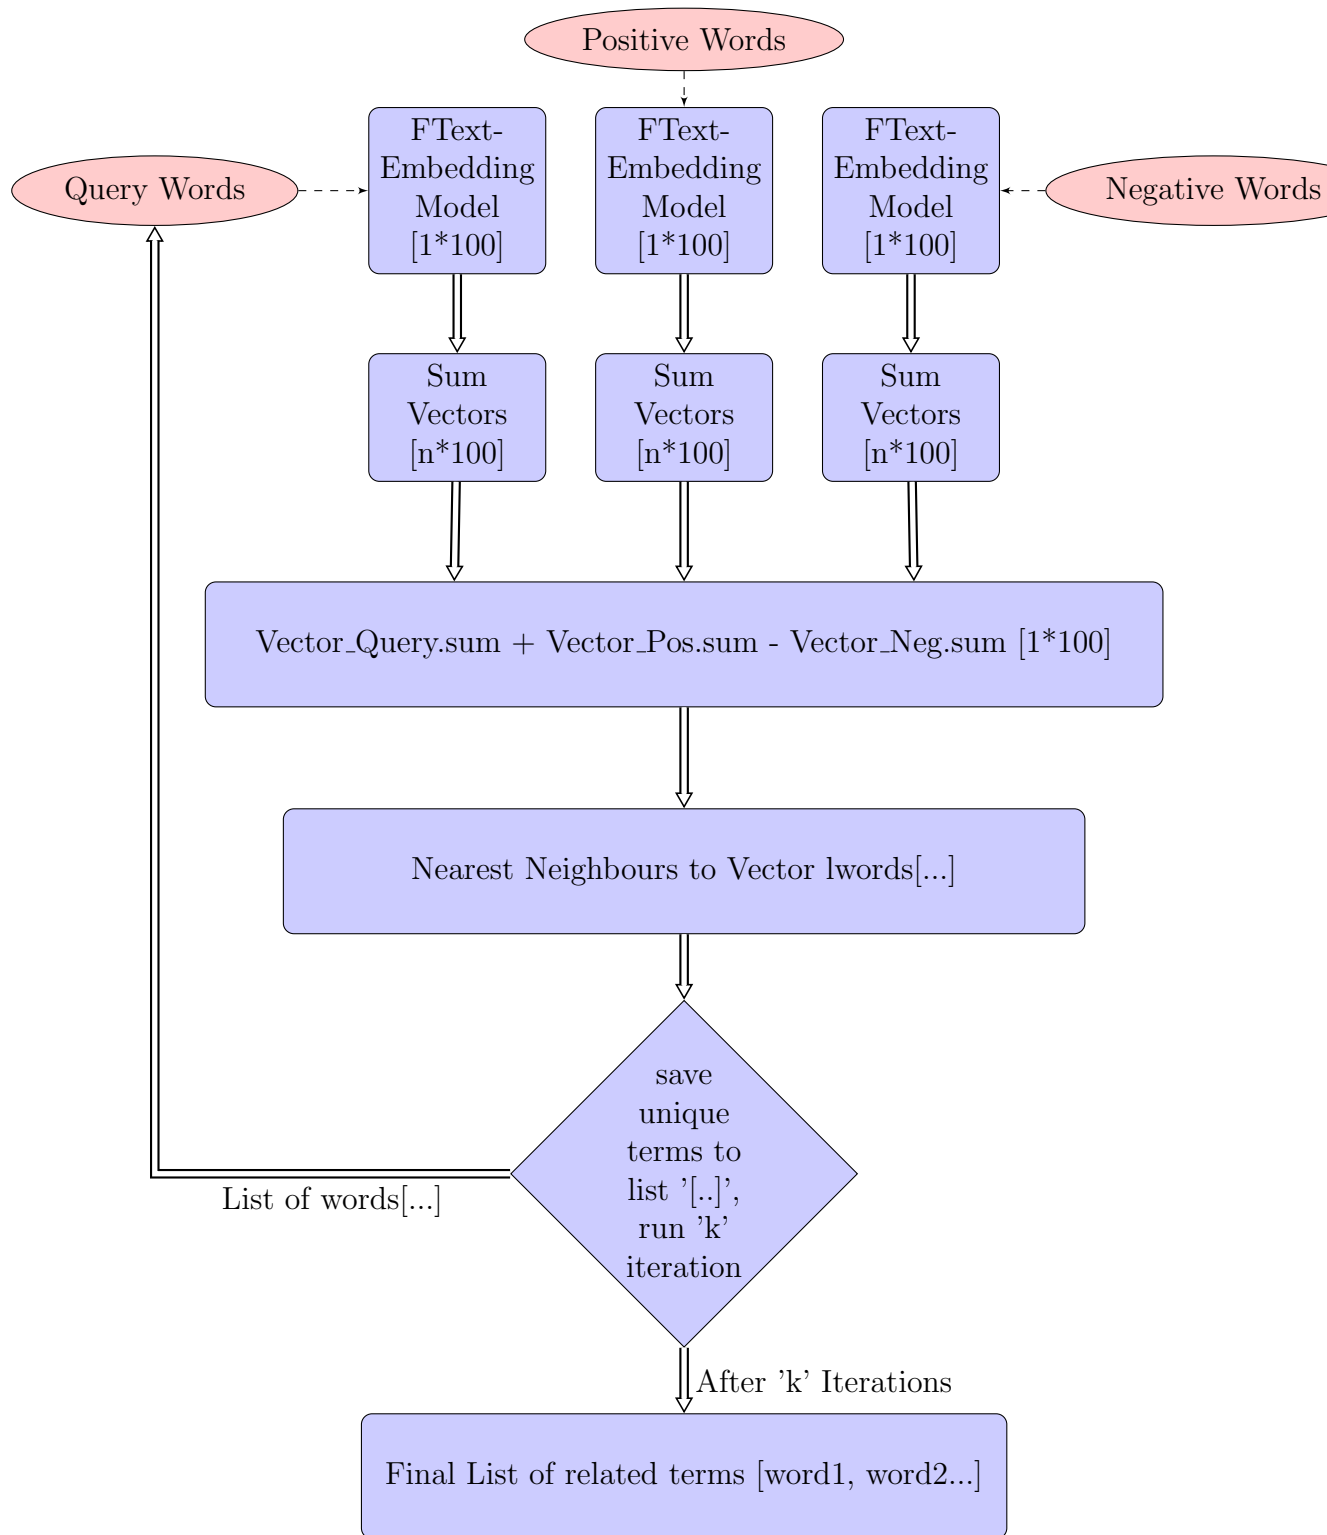 Positive Words
FText-
Embedding
Model
[1*100]
FText-
Embedding
Model
[1*100]
FText-
Embedding
Model
[1*100]
Query Words
Negative Words
Sum
Vectors
[n*100]
Sum
Vectors
[n*100]
Sum
Vectors
[n*100]
Vector_Query.sum + Vector_Pos.sum - Vector_Neg.sum [1*100]
Nearest Neighbours to Vector lwords[...]
save
unique
terms to
list '[..]',
run 'k'
iteration
List of words[...]
After 'k' Iterations
Final List of related terms [word1, word2...]